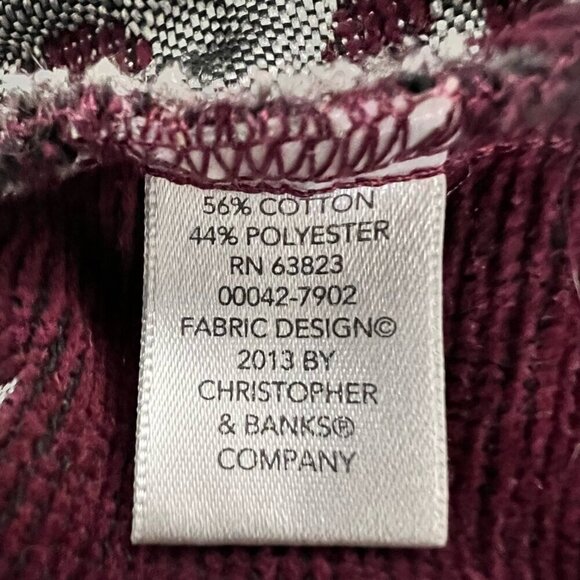 56% COTTON
44% POLYESTER
RN 63823
00042-7902
FABRIC DESIGN©
2013 BY
CHRISTOPHER
& BANKS®
COMPANY